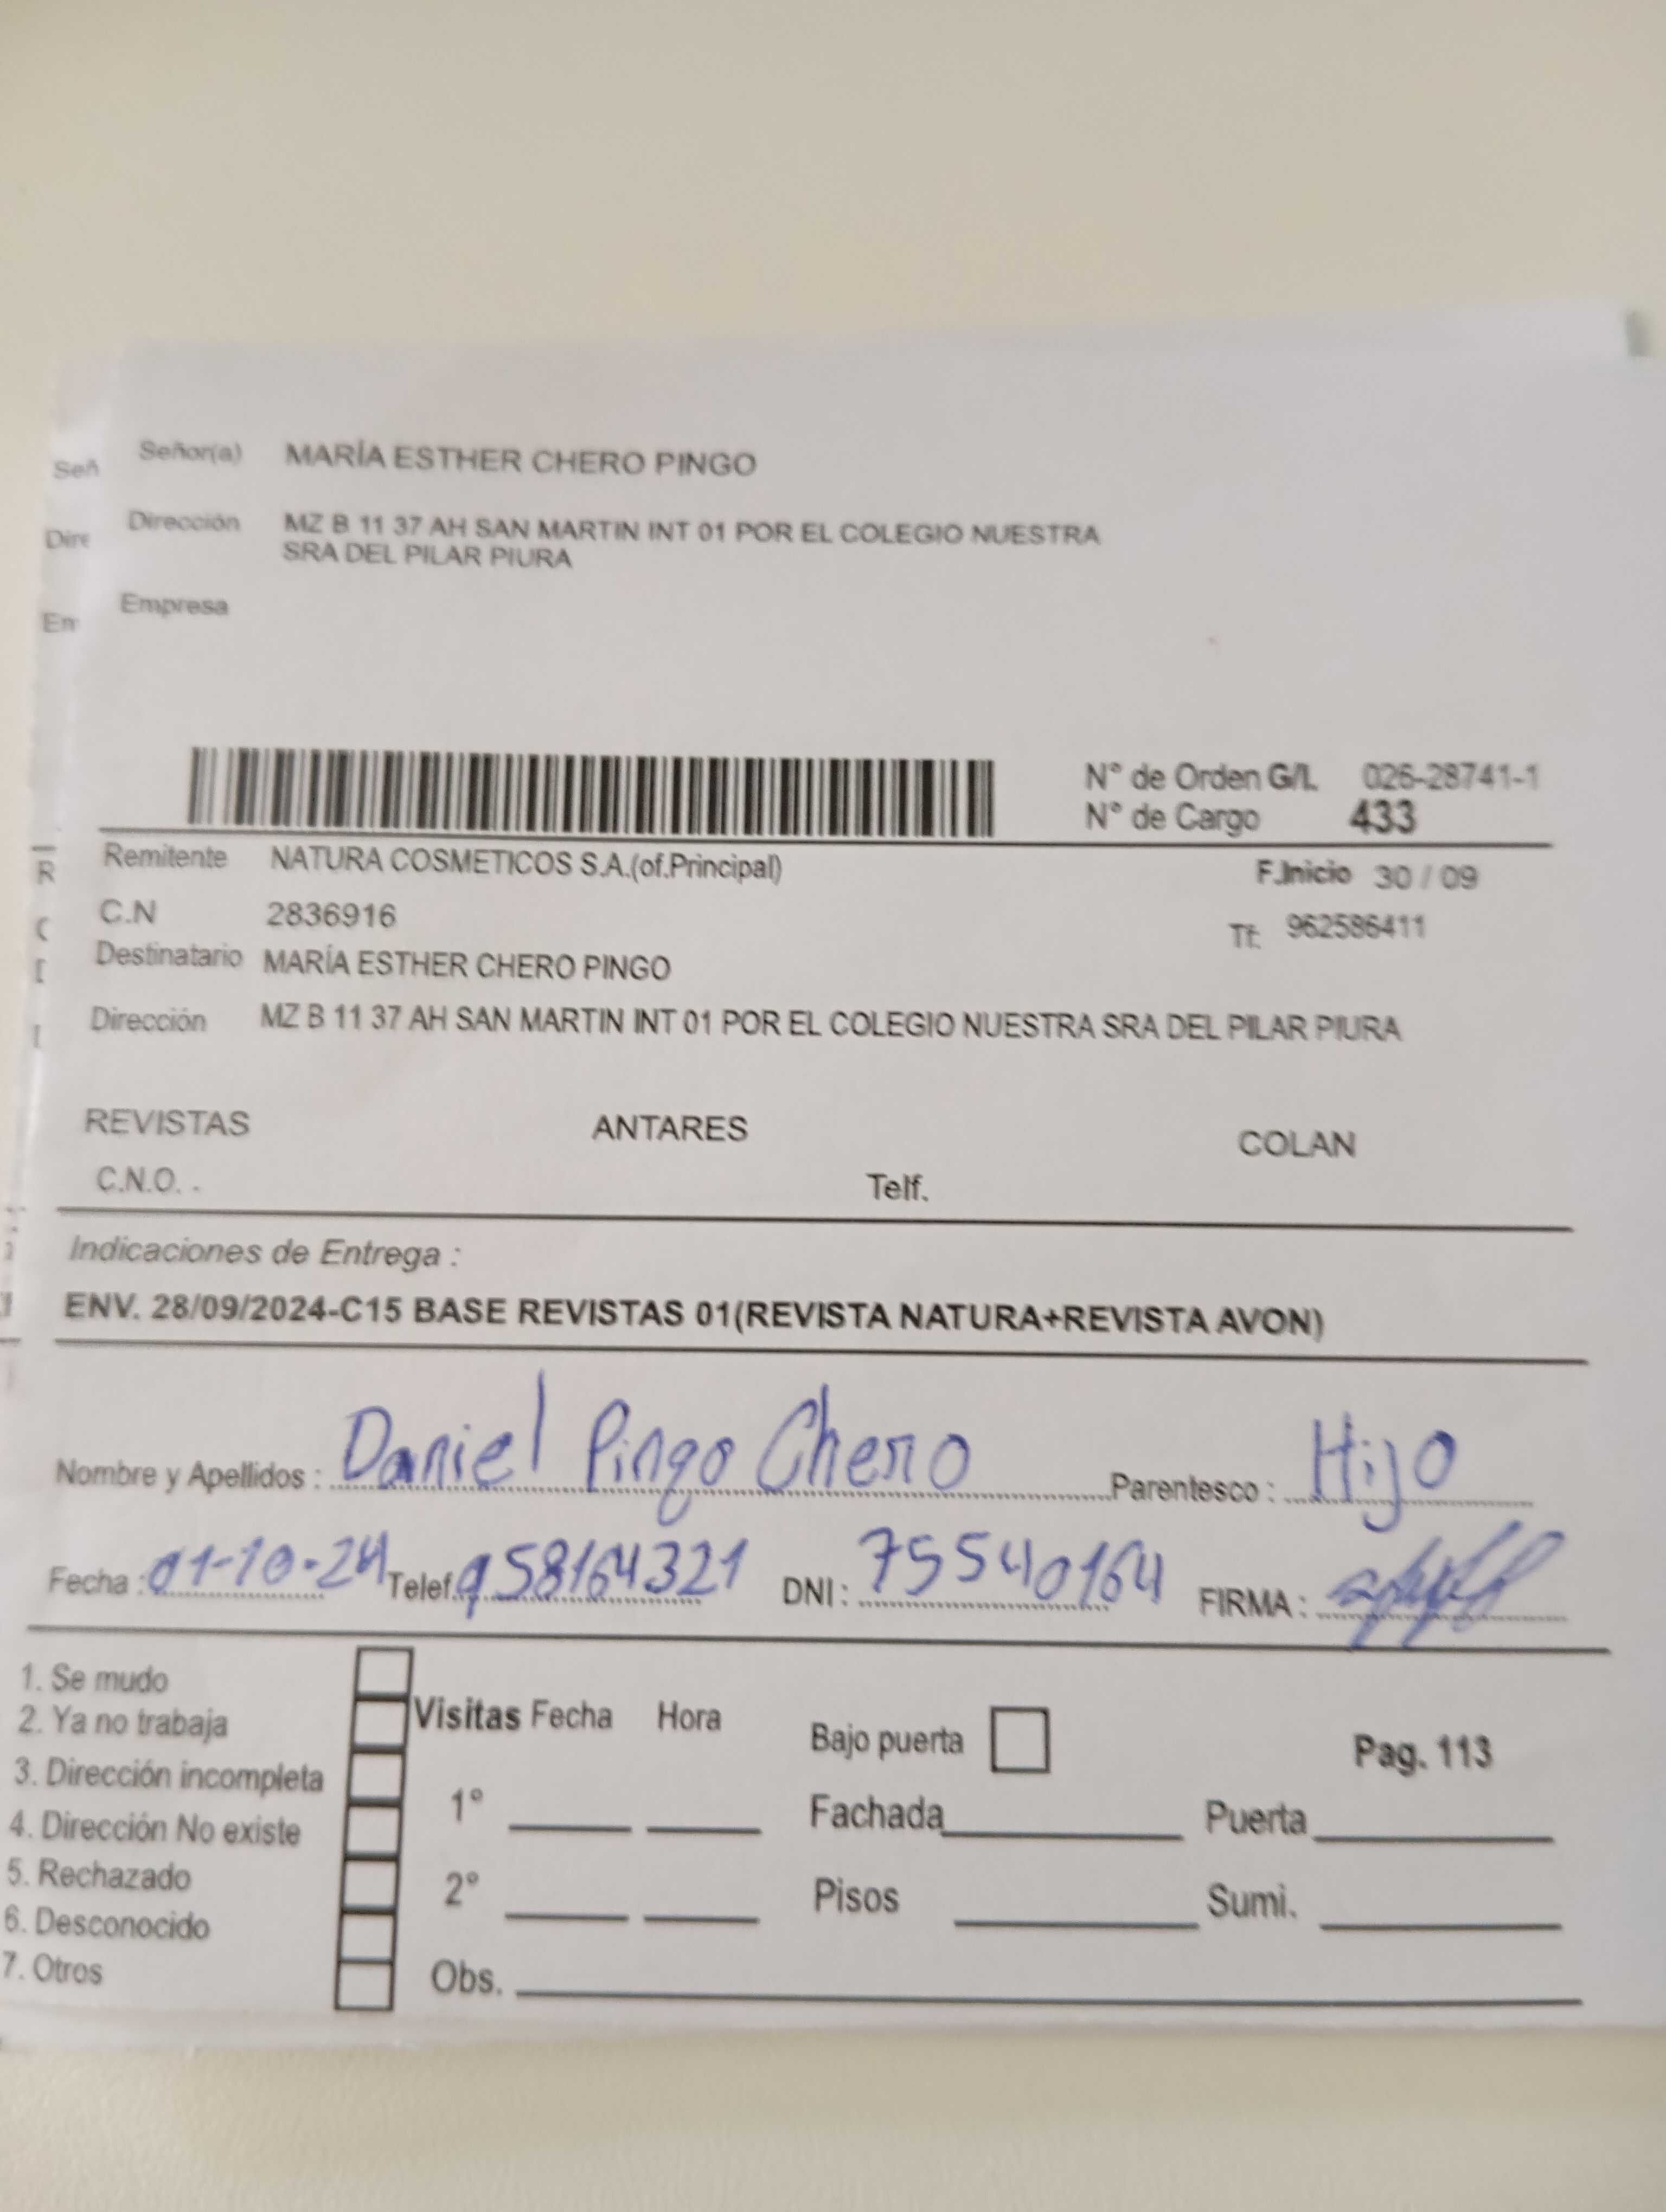 Señor(a) MARÍA ESTHER CHERO PINGO
Señ
Dirección MZ B 11 37 AH SAN MARTIN INT 01 POR EL COLEGIO NUESTRA
SRA DEL PILAR PIURA
Dire
Empresa
Em
N° de Orden G/L 026-28741-1
N° de Cargo 433
Remitente NATURA COSMETICOS S.A.(of.Principal) F.Inicio 30 / 09
R
C.N 2836916 Tf: 962586411
Destinatario MARÍA ESTHER CHERO PINGO
Dirección MZ B 11 37 AH SAN MARTIN INT 01 POR EL COLEGIO NUESTRA SRA DEL PILAR PIURA
REVISTAS ANTARES COLAN
C.N.O. - Telf.
Indicaciones de Entrega :
ENV. 28/09/2024-C15 BASE REVISTAS 01(REVISTA NATURA+REVISTA AVON)
Nombre y Apellidos : Daniel Pingo Chero Parentesco : Hijo
Fecha : 01-10-24 Telef. 958164321 DNI : 75540164 FIRMA :
1. Se mudo
2. Ya no trabaja
3. Dirección incompleta
4. Dirección No existe
5. Rechazado
6. Desconocido
7. Otros
Visitas Fecha Hora
1°
2°
Obs.
Bajo puerta Pag. 113
Fachada Puerta
Pisos Sumi.